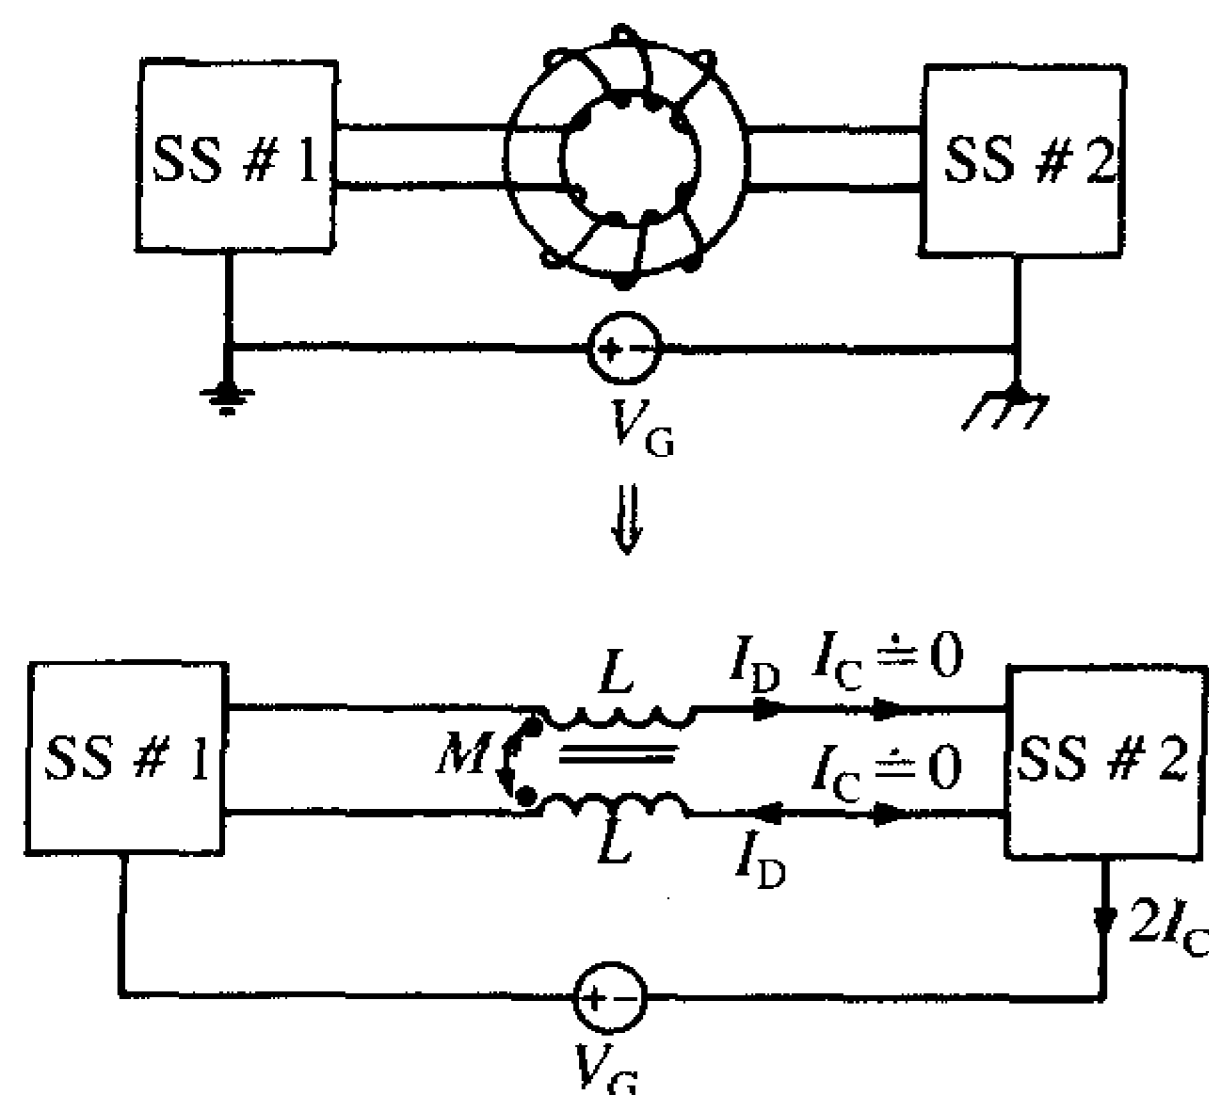 SS # 1
SS # 2
+ −
V_G
⇓
L
I_D
I_C ≐ 0
SS # 1
M
I_C ≐ 0
SS # 2
L
I_D
2I_C
+ −
V_G